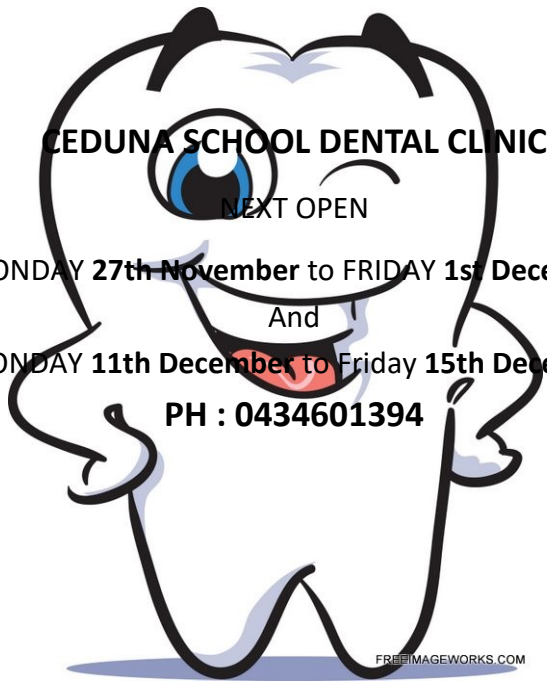 CEDUNA SCHOOL DENTAL CLINIC
NEXT OPEN
ONDAY 27th November to FRIDAY 1st Dece
And
ONDAY 11th December to Friday 15th Dece
PH : 0434601394
FREEIMAGEWORKS.COM